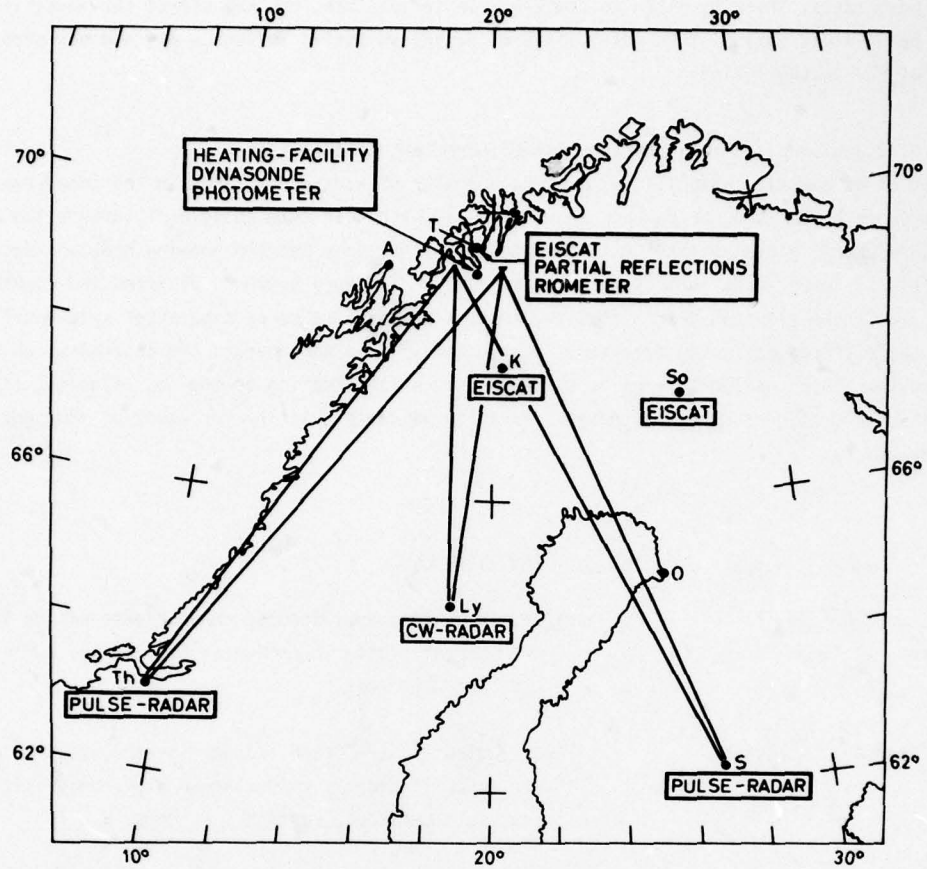 10° 20° 30°
70° 70°
HEATING-FACILITY
DYNASONDE
PHOTOMETER
D
T
A
EISCAT
PARTIAL REFLECTIONS
RIOMETER
K
EISCAT
So
EISCAT
66° 66°
O
Ly
CW-RADAR
Th
PULSE-RADAR
62° 62°
S
PULSE-RADAR
10° 20° 30°